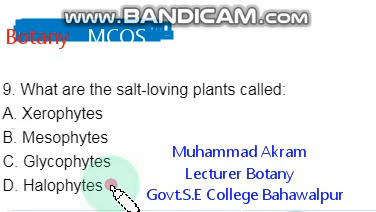 www.BANDICAM.com
Botany MCQS
9. What are the salt-loving plants called:
A. Xerophytes
B. Mesophytes
C. Glycophytes
D. Halophytes
Muhammad Akram
Lecturer Botany
Govt.S.E College Bahawalpur